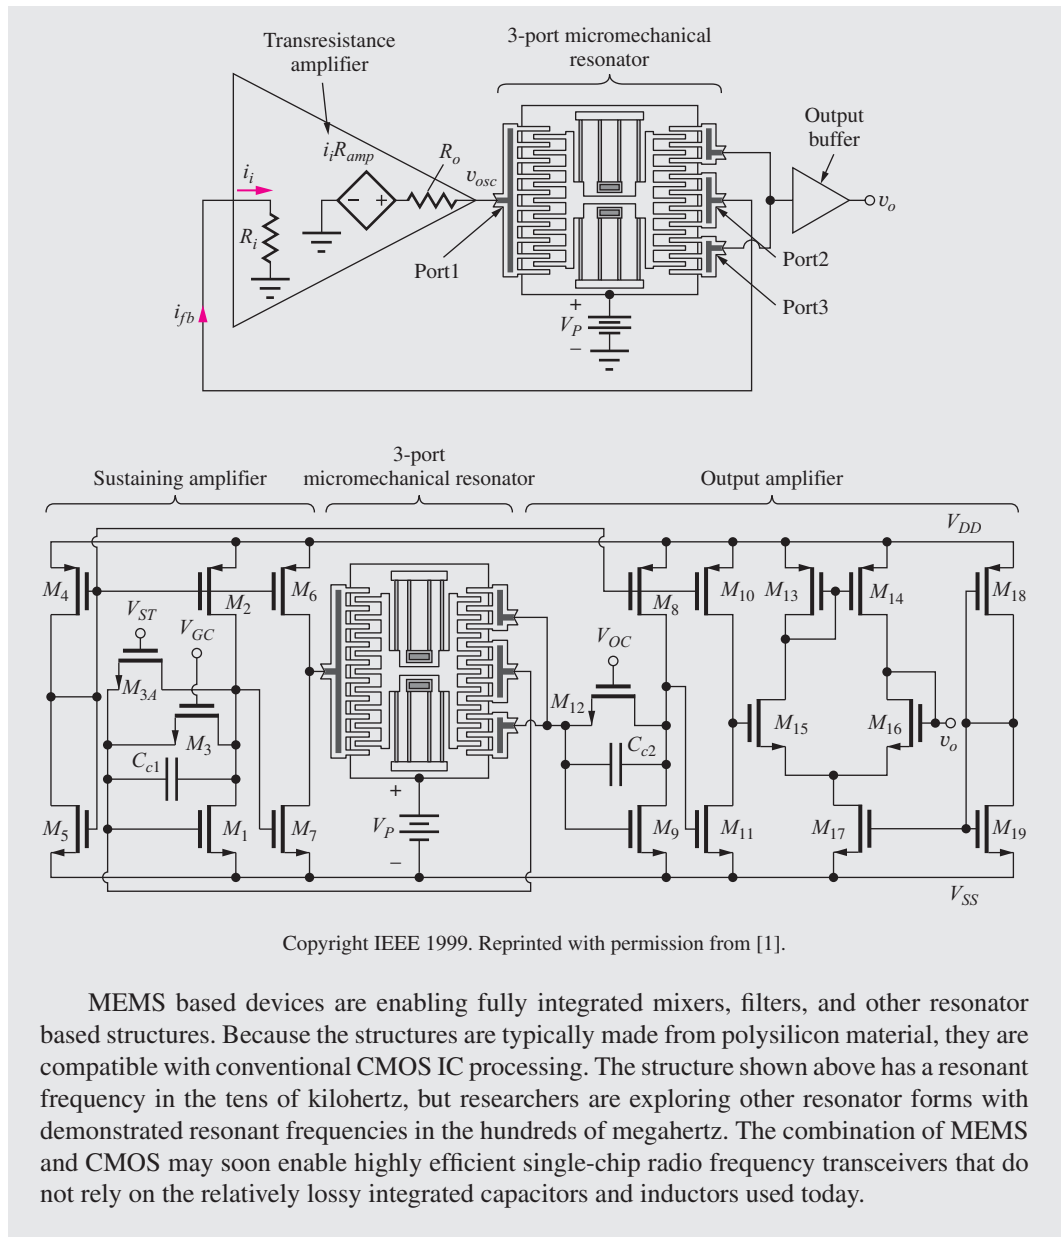 3-port micromechanical
resonator
Transresistance
amplifier
Output
buffer
i_i R_amp
R_o
v_osc
i_i
− +
v_o
R_i
Port1
Port2
+
i_fb
V_P
Port3
−
3-port
micromechanical resonator
Sustaining amplifier
Output amplifier
V_DD
M_4
M_2
M_6
M_8
M_10
M_13
M_14
M_18
V_ST
V_GC
V_OC
M_3A
M_12
M_15
M_16
v_o
M_3
C_c1
C_c2
+
M_5
M_1
M_7
V_P
M_9
M_11
M_17
M_19
−
V_SS
Copyright IEEE 1999. Reprinted with permission from [1].
MEMS based devices are enabling fully integrated mixers, filters, and other resonator
based structures. Because the structures are typically made from polysilicon material, they are
compatible with conventional CMOS IC processing. The structure shown above has a resonant
frequency in the tens of kilohertz, but researchers are exploring other resonator forms with
demonstrated resonant frequencies in the hundreds of megahertz. The combination of MEMS
and CMOS may soon enable highly efficient single-chip radio frequency transceivers that do
not rely on the relatively lossy integrated capacitors and inductors used today.